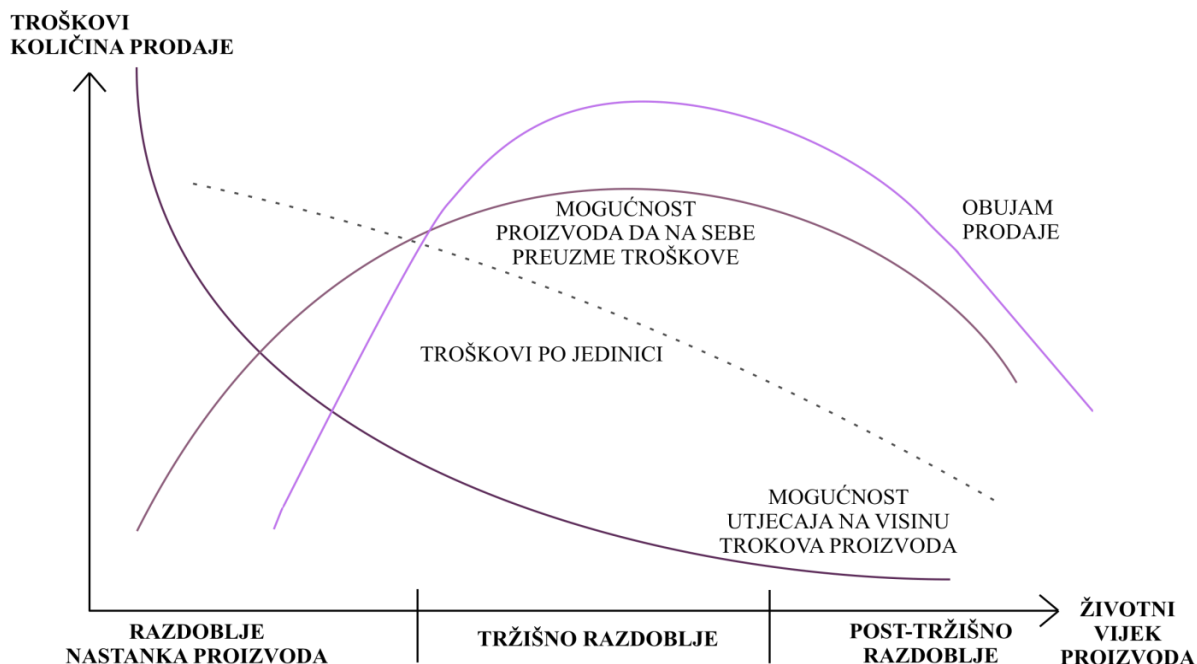 TROŠKOVI
KOLIČINA PRODAJE
MOGUĆNOST
PROIZVODA DA NA SEBE
PREUZME TROŠKOVE
OBUJAM
PRODAJE
TROŠKOVI PO JEDINICI
MOGUĆNOST
UTJECAJA NA VISINU
TROKOVA PROIZVODA
RAZDOBLJE
NASTANKA PROIZVODA
TRŽIŠNO RAZDOBLJE
POST-TRŽIŠNO
RAZDOBLJE
ŽIVOTNI
VIJEK
PROIZVODA